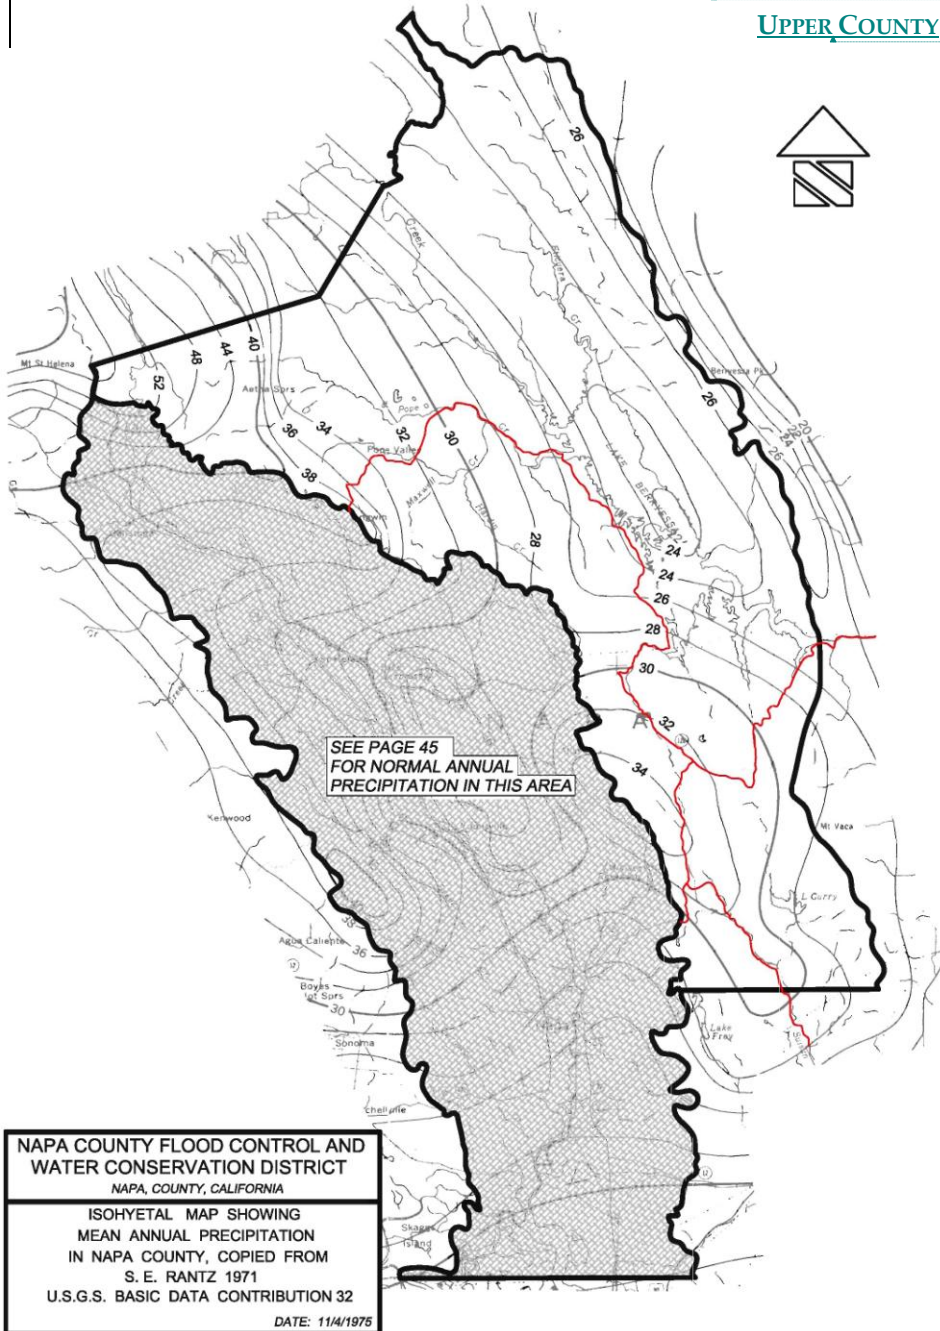 UPPER COUNTY
26
Creek
40
44
48
52
Mt St Helena
Aetna Sprs
36
34
38
Pope
32
30
Pope Valley
Cr
Maxwell
Cr
28
Cr
LAKE
BERRYESSA
Berryessa Pk
26
26
24
24
26
28
30
32
34
SEE PAGE 45
FOR NORMAL ANNUAL
PRECIPITATION IN THIS AREA
Kenwood
Mt Vaca
L Curry
Agua Caliente
36
Boyes
Hot Sprs
30
Sonoma
Lake
Frey
Skaggs
Island
NAPA COUNTY FLOOD CONTROL AND
WATER CONSERVATION DISTRICT
NAPA, COUNTY, CALIFORNIA
ISOHYETAL MAP SHOWING
MEAN ANNUAL PRECIPITATION
IN NAPA COUNTY, COPIED FROM
S. E. RANTZ 1971
U.S.G.S. BASIC DATA CONTRIBUTION 32
DATE: 11/4/1975